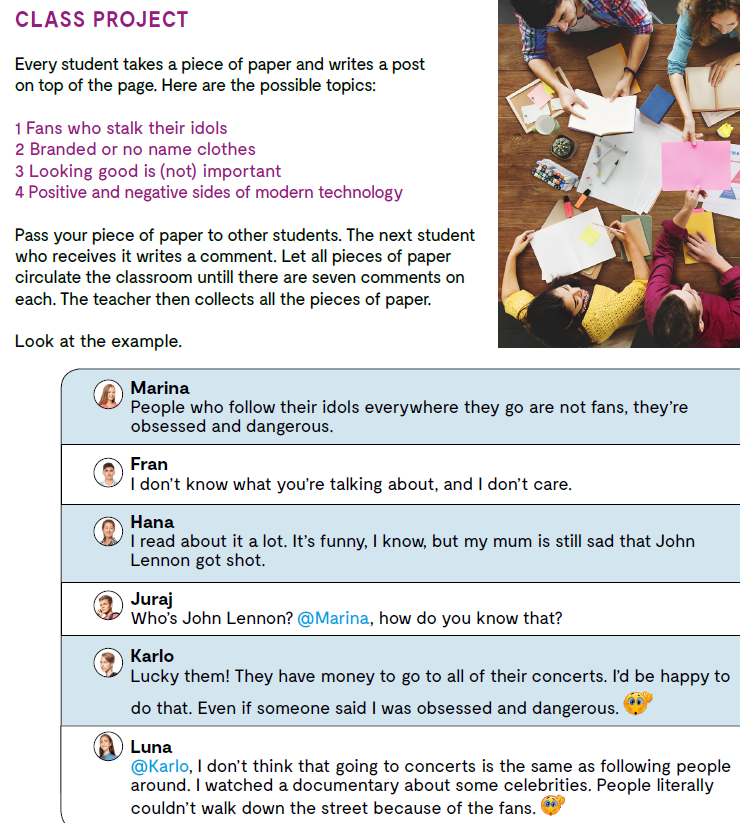 CLASS PROJECT
Every student takes a piece of paper and writes a post
on top of the page. Here are the possible topics:
1 Fans who stalk their idols
2 Branded or no name clothes
3 Looking good is (not) important
4 Positive and negative sides of modern technology
Pass your piece of paper to other students. The next student
who receives it writes a comment. Let all pieces of paper
circulate the classroom untill there are seven comments on
each. The teacher then collects all the pieces of paper.
Look at the example.
Marina
People who follow their idols everywhere they go are not fans, they’re
obsessed and dangerous.
Fran
I don’t know what you’re talking about, and I don’t care.
Hana
I read about it a lot. It’s funny, I know, but my mum is still sad that John
Lennon got shot.
Juraj
Who’s John Lennon? @Marina, how do you know that?
Karlo
Lucky them! They have money to go to all of their concerts. I’d be happy to
do that. Even if someone said I was obsessed and dangerous.
Luna
@Karlo, I don’t think that going to concerts is the same as following people
around. I watched a documentary about some celebrities. People literally
couldn’t walk down the street because of the fans.